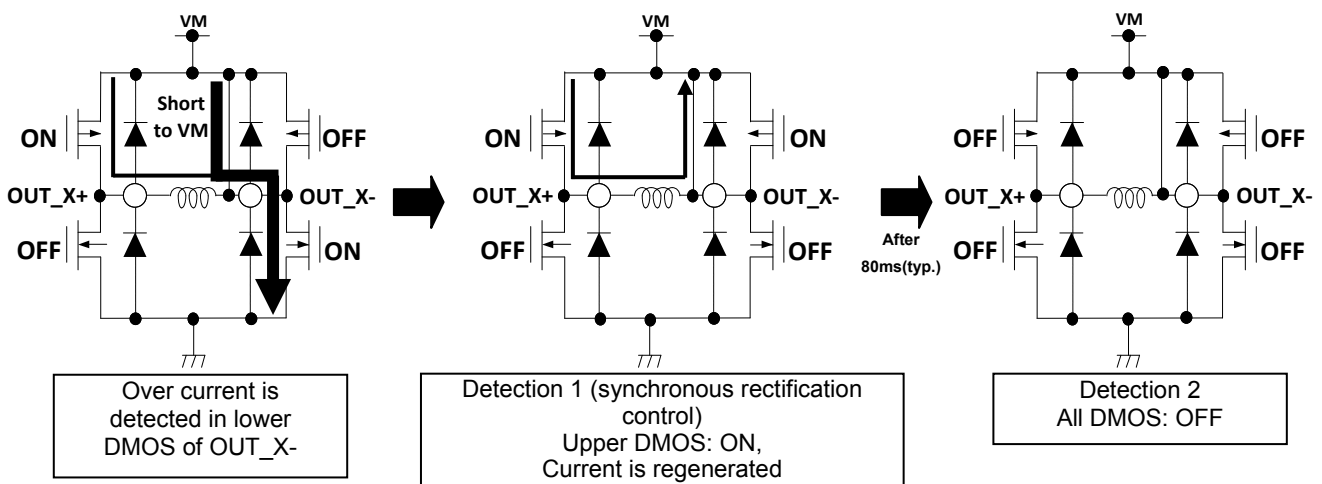 VM
Short
to VM
ON
OFF
OUT_X+
OUT_X-
OFF
ON
Over current is
detected in lower
DMOS of OUT_X-
VM
ON
ON
OUT_X+
OUT_X-
OFF
OFF
Detection 1 (synchronous rectification
control)
Upper DMOS: ON,
Current is regenerated
After
80ms(typ.)
VM
OFF
OFF
OUT_X+
OUT_X-
OFF
OFF
Detection 2
All DMOS: OFF